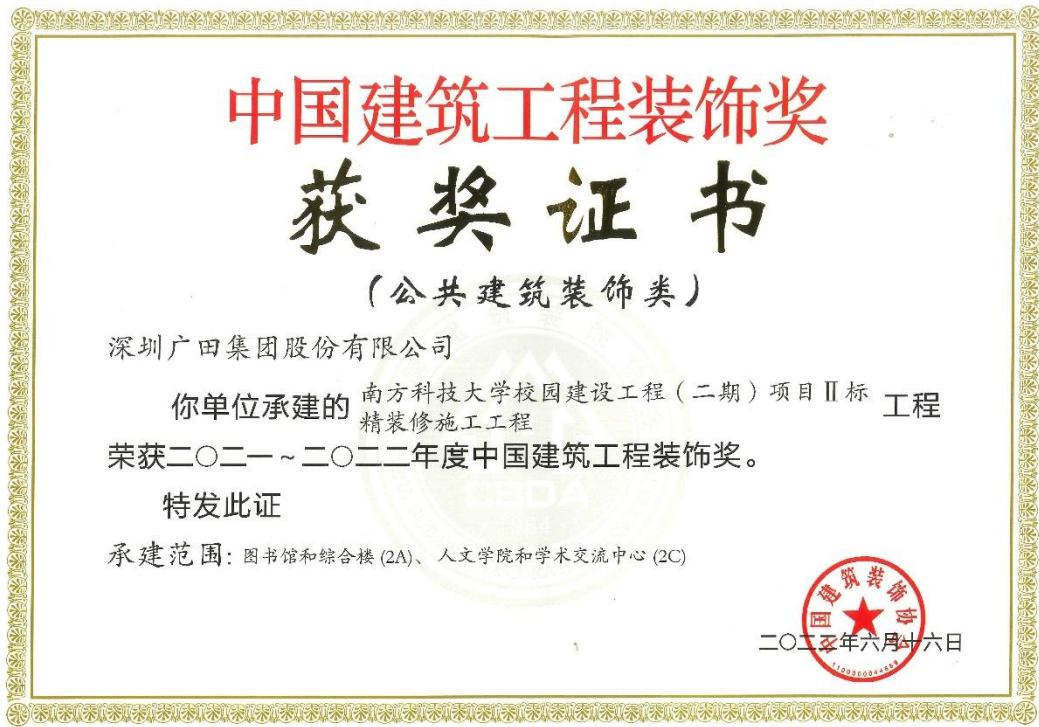 中国建筑工程装饰奖
获奖证书
(公共建筑装饰类)
深圳广田集团股份有限公司
你单位承建的 南方科技大学校园建设工程(二期)项目Ⅱ标
精装修施工工程 工程
荣获二〇二一~二〇二二年度中国建筑工程装饰奖。
特发此证
承建范围: 图书馆和综合楼 (2A)、人文学院和学术交流中心 (2C)
中国建筑装饰协会
二〇二三年六月十六日
CBDA